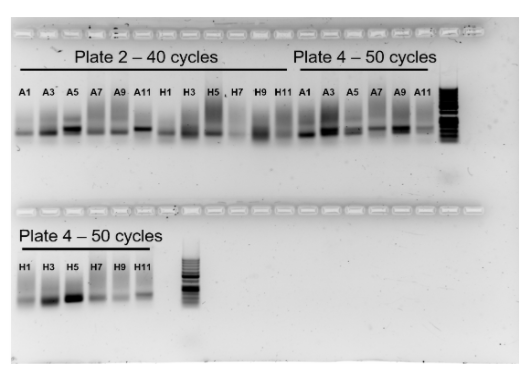 Plate 2 – 40 cycles Plate 4 – 50 cycles
A1 A3 A5 A7 A9 A11 H1 H3 H5 H7 H9 H11 A1 A3 A5 A7 A9 A11
Plate 4 – 50 cycles
H1 H3 H5 H7 H9 H11